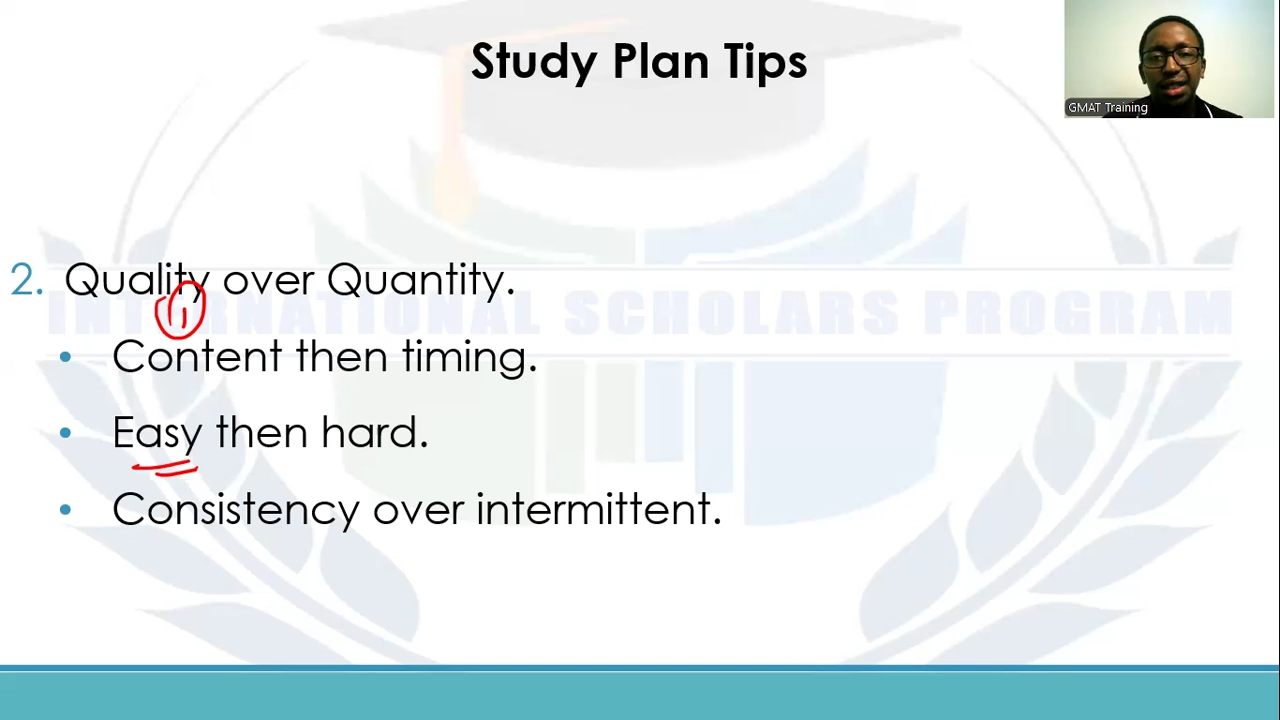 Study Plan Tips
GMAT Training
2. Quality over Quantity.
1
INTERNATIONAL SCHOLARS PROGRAM
• Content then timing.
• Easy then hard.
• Consistency over intermittent.